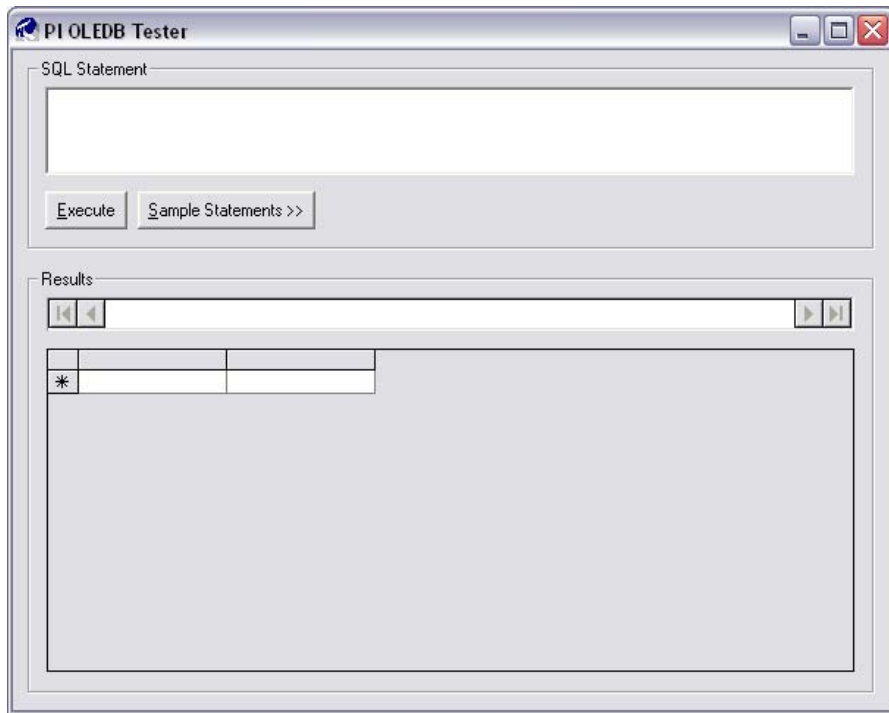 PI OLEDB Tester
SQL Statement
Execute
Sample Statements >>
Results